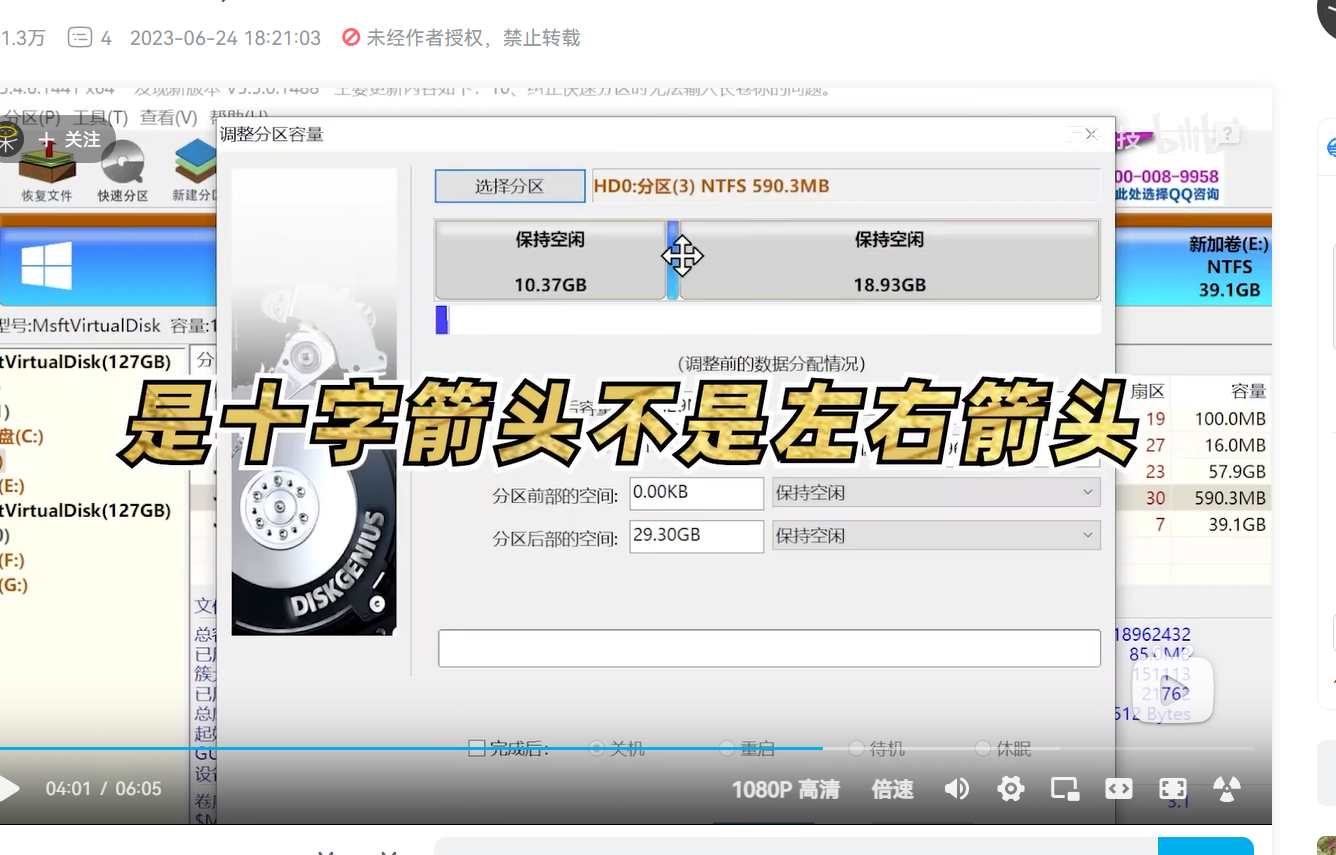 1.3万 4 2023-06-24 18:21:03 未经作者授权，禁止转载
分区(P) 工具(T) 查看(V) 帮助(H)
+ 关注
恢复文件 快速分区 新建分区
调整分区容量
选择分区 HD0:分区(3) NTFS 590.3MB
保持空闲 保持空闲
10.37GB 18.93GB
(调整前的数据分配情况)
是十字箭头不是左右箭头
分区前部的空间: 0.00KB 保持空闲
分区后部的空间: 29.30GB 保持空闲
完成后: 关机 重启 待机 休眠
DISKGENIUS
技 bilibili
?
00-008-9958
此处选择QQ咨询
新加卷(E:)
NTFS
39.1GB
型号:MsftVirtualDisk 容量:1
tVirtualDisk(127GB) 分
盘(C:)
(E:)
tVirtualDisk(127GB)
(F:)
(G:)
扇区 容量
19 100.0MB
27 16.0MB
23 57.9GB
30 590.3MB
7 39.1GB
18962432
85.0MB
151113
21762
512 Bytes
3.1
04:01 / 06:05 1080P 高清 倍速